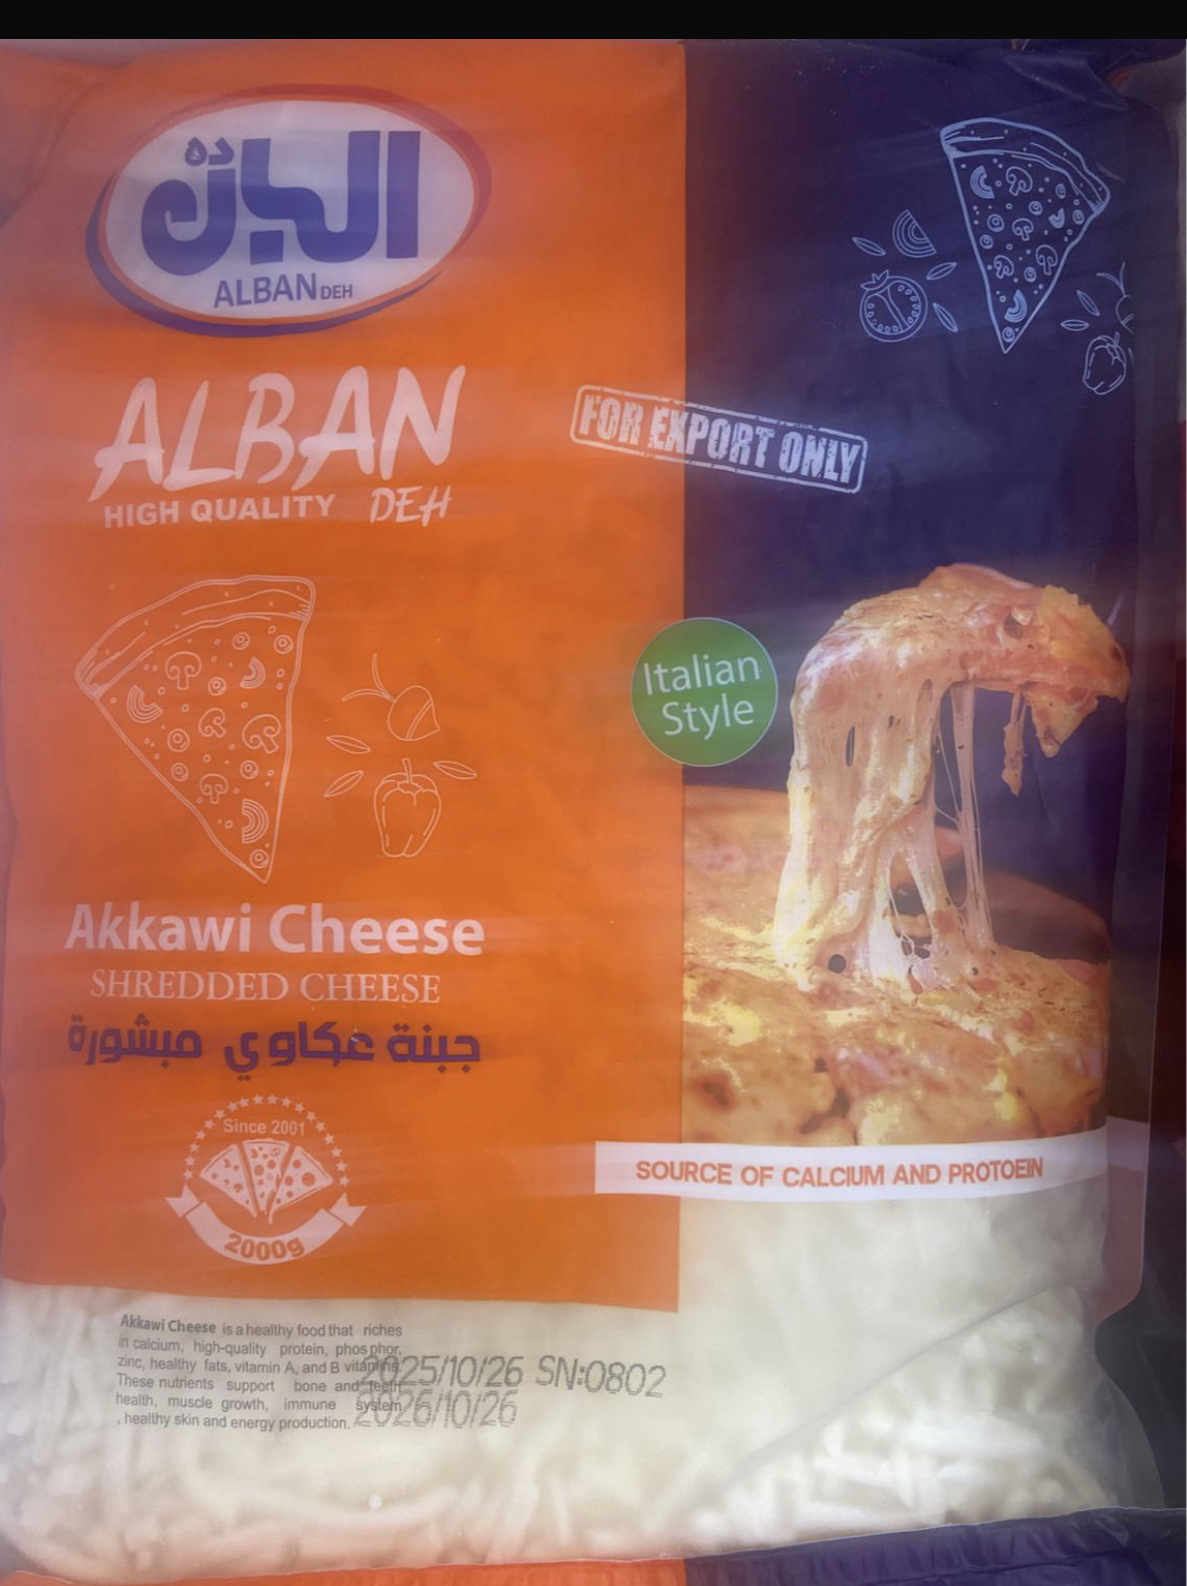 البان
ده
ALBAN DEH
ALBAN
HIGH QUALITY DEH
FOR EXPORT ONLY
Italian
Style
Akkawi Cheese
SHREDDED CHEESE
جبنة عكاوي مبشورة
Since 2001
2000g
SOURCE OF CALCIUM AND PROTOEIN
Akkawi Cheese is a healthy food that riches
in calcium, high-quality protein, phosphor,
zinc, healthy fats, vitamin A, and B vitamins.
These nutrients support bone and teeth
health, muscle growth, immune system
, healthy skin and energy production.
2025/10/26 SN:0802
2026/10/26